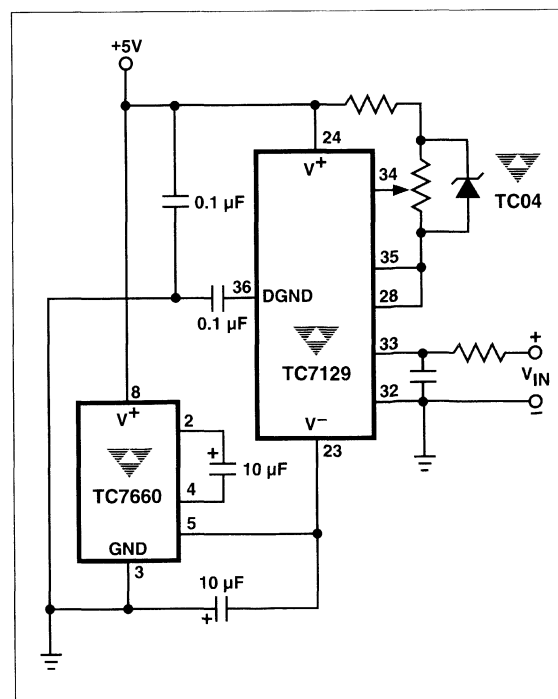 +5V
24
V+
34
TC04
0.1 µF
35
36
DGND
28
0.1 µF
33
+
TC7129
VIN
8
32
V+
2
V−
–
23
+
10 µF
TC7660
4
5
GND
3
10 µF
+